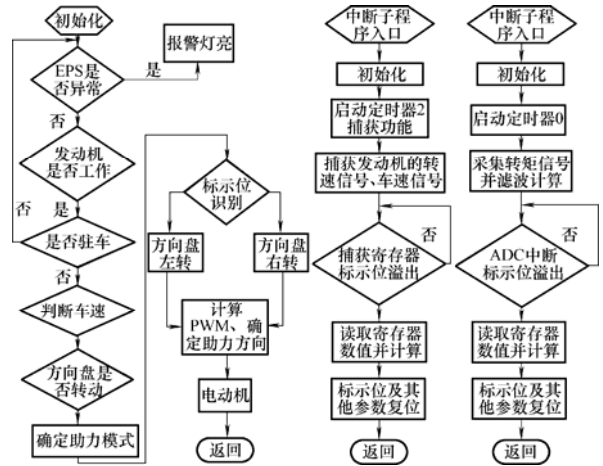 初始化
EPS是
否异常
是
报警灯亮
否
发动机
是否工作
是
否
是否驻车
否
判断车速
方向盘是
否转动
确定助力模式
标示位
识别
方向盘
左转
方向盘
右转
计算
PWM、确
定助力方向
电动机
返回
中断子程
序入口
初始化
启动定时器2
捕获功能
捕获发动机的转
速信号、车速信号
否
捕获寄存器
标示位溢出
读取寄存器
数值并计算
标示位及其
他参数复位
返回
中断子程
序入口
初始化
启动定时器0
采集转矩信号
并滤波计算
否
ADC中断
标示位溢出
读取寄存器
数值并计算
标示位及其
他参数复位
返回